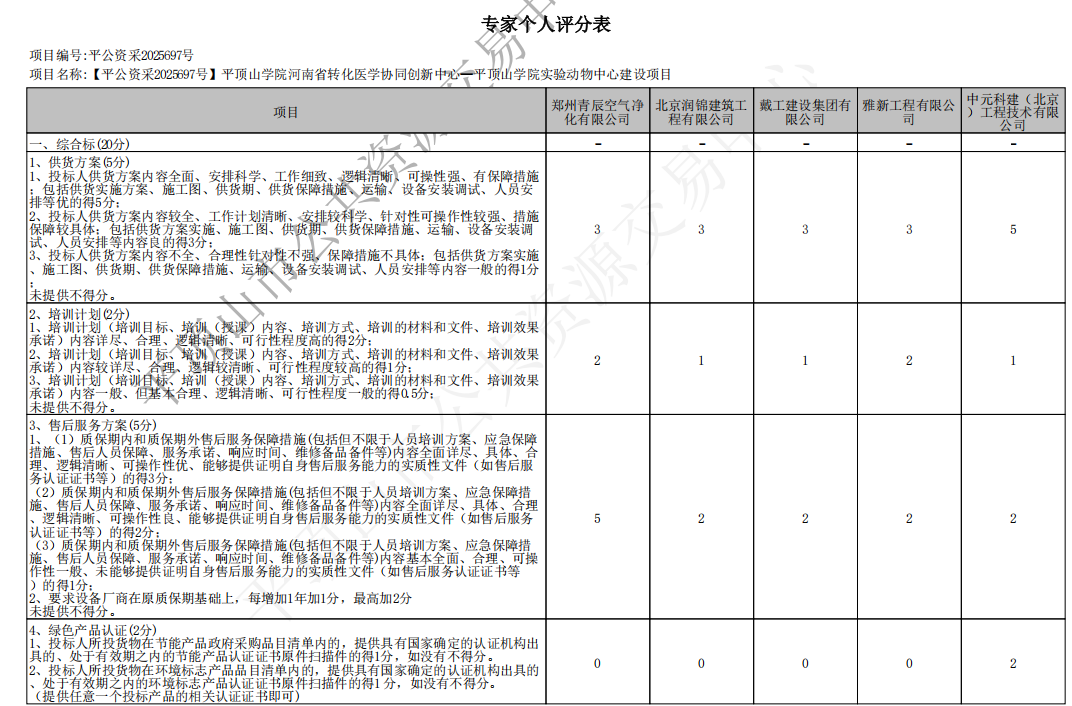 专家个人评分表
项目编号:平公资采2025697号
项目名称:【平公资采2025697号】平顶山学院河南省转化医学协同创新中心—平顶山学院实验动物中心建设项目
项目
郑州青辰空气净
化有限公司
北京润锦建筑工
程有限公司
戴工建设集团有
限公司
雅新工程有限公
司
中元科建（北京
）工程技术有限
公司
一、综合标(20分)
-
-
-
-
-
1、供货方案(5分)
1、投标人供货方案内容全面、安排科学、工作细致、逻辑清晰、可操性强、有保障措施
；包括供货实施方案、施工图、供货期、供货保障措施、运输、设备安装调试、人员安
排等优的得5分；
2、投标人供货方案内容较全、工作计划清晰、安排较科学、针对性可操作性较强、措施
保障较具体；包括供货方案实施、施工图、供货期、供货保障措施、运输、设备安装调
试、人员安排等内容良的得3分；
3、投标人供货方案内容不全、合理性针对性不强，保障措施不具体；包括供货方案实施
、施工图、供货期、供货保障措施、运输、设备安装调试、人员安排等内容一般的得1分
；
未提供不得分。
3
3
3
3
5
2、培训计划(2分)
1、培训计划（培训目标、培训（授课）内容、培训方式、培训的材料和文件、培训效果
承诺）内容详尽、合理、逻辑清晰、可行性程度高的得2分；
2、培训计划（培训目标、培训（授课）内容、培训方式、培训的材料和文件、培训效果
承诺）内容较详尽、合理、逻辑较清晰、可行性程度较高的得1分；
3、培训计划（培训目标、培训（授课）内容、培训方式、培训的材料和文件、培训效果
承诺）内容一般、但基本合理、逻辑清晰、可行性程度一般的得0.5分；
未提供不得分。
2
1
1
2
1
3、售后服务方案(5分)
1、（1）质保期内和质保期外售后服务保障措施(包括但不限于人员培训方案、应急保障
措施、售后人员保障、服务承诺、响应时间、维修备品备件等)内容全面详尽、具体、合
理、逻辑清晰、可操作性优、能够提供证明自身售后服务能力的实质性文件（如售后服
务认证证书等）的得3分；
（2）质保期内和质保期外售后服务保障措施(包括但不限于人员培训方案、应急保障措
施、售后人员保障、服务承诺、响应时间、维修备品备件等)内容全面详尽、具体、合理
、逻辑清晰、可操作性良、能够提供证明自身售后服务能力的实质性文件（如售后服务
认证证书等）的得2分；
（3）质保期内和质保期外售后服务保障措施(包括但不限于人员培训方案、应急保障措
施、售后人员保障、服务承诺、响应时间、维修备品备件等)内容基本全面、合理、可操
作性一般、未能够提供证明自身售后服务能力的实质性文件（如售后服务认证证书等
）的得1分；
2、要求设备厂商在原质保期基础上，每增加1年加1分，最高加2分
未提供不得分。
5
2
2
2
2
4、绿色产品认证(2分)
1、投标人所投货物在节能产品政府采购品目清单内的，提供具有国家确定的认证机构出
具的、处于有效期之内的节能产品认证证书原件扫描件的得1分，如没有不得分。
2、投标人所投货物在环境标志产品品目清单内的，提供具有国家确定的认证机构出具的
、处于有效期之内的环境标志产品认证证书原件扫描件的得1 分，如没有不得分。
（提供任意一个投标产品的相关认证证书即可)
0
0
0
0
2
平顶山市公共资源交易中
平顶山市公共资源交易中心